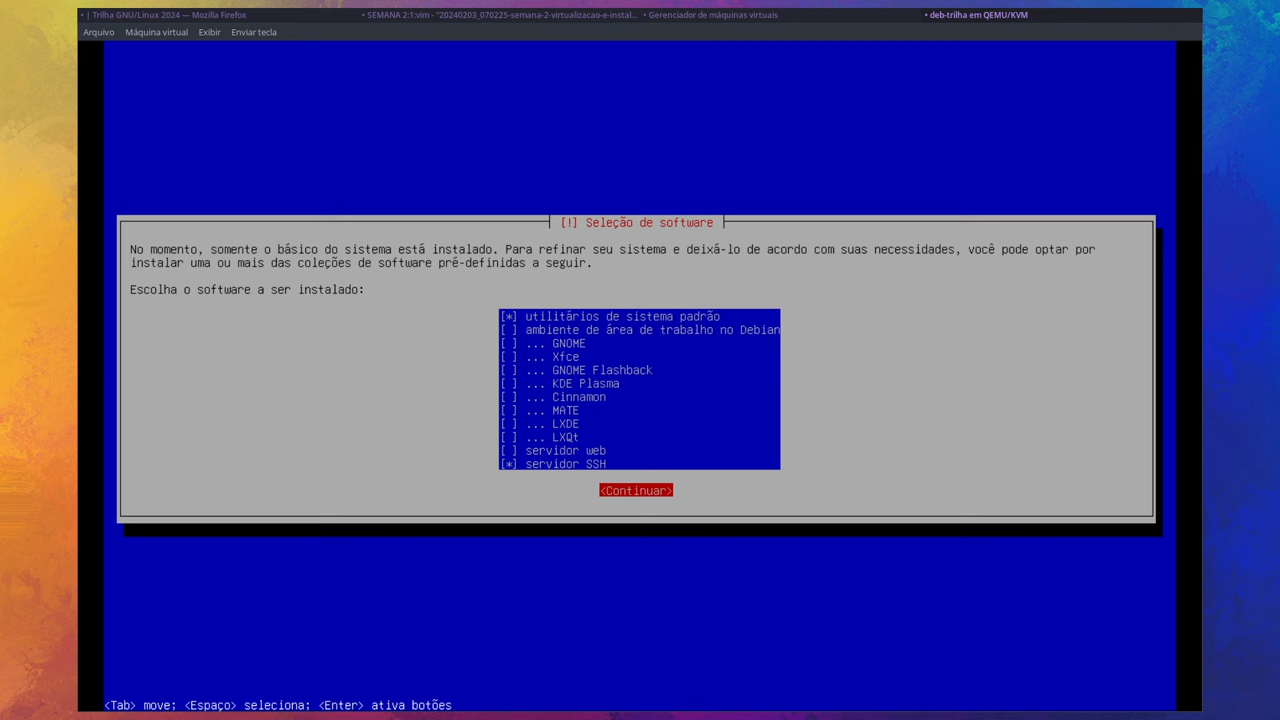 • | Trilha GNU/Linux 2024 — Mozilla Firefox
• SEMANA 2:1:vim - "20240203_070225-semana-2-virtualizacao-e-instal...
• Gerenciador de máquinas virtuais
• deb-trilha em QEMU/KVM
Arquivo Máquina virtual Exibir Enviar tecla
[!] Seleção de software
No momento, somente o básico do sistema está instalado. Para refinar seu sistema e deixá-lo de acordo com suas necessidades, você pode optar por
instalar uma ou mais das coleções de software pré-definidas a seguir.
Escolha o software a ser instalado:
[*] utilitários de sistema padrão
[ ] ambiente de área de trabalho no Debian
[ ] ... GNOME
[ ] ... Xfce
[ ] ... GNOME Flashback
[ ] ... KDE Plasma
[ ] ... Cinnamon
[ ] ... MATE
[ ] ... LXDE
[ ] ... LXQt
[ ] servidor web
[*] servidor SSH
<Continuar>
<Tab> move; <Espaço> seleciona; <Enter> ativa botões